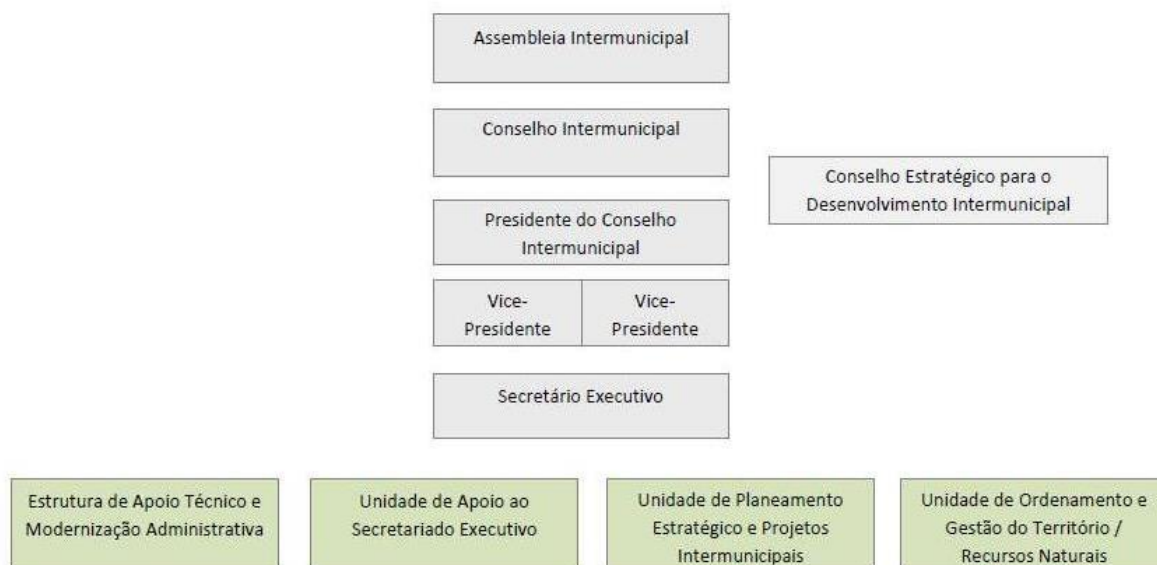 Assembleia Intermunicipal
Conselho Intermunicipal
Conselho Estratégico para o
Desenvolvimento Intermunicipal
Presidente do Conselho
Intermunicipal
Vice-
Presidente
Vice-
Presidente
Secretário Executivo
Estrutura de Apoio Técnico e
Modernização Administrativa
Unidade de Apoio ao
Secretariado Executivo
Unidade de Planeamento
Estratégico e Projetos
Intermunicipais
Unidade de Ordenamento e
Gestão do Território /
Recursos Naturais